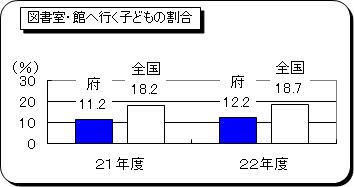 図書室・館へ行く子どもの割合
(%)
30
20
10
0
府
11.2
全国
18.2
府
12.2
全国
18.7
21年度
22年度